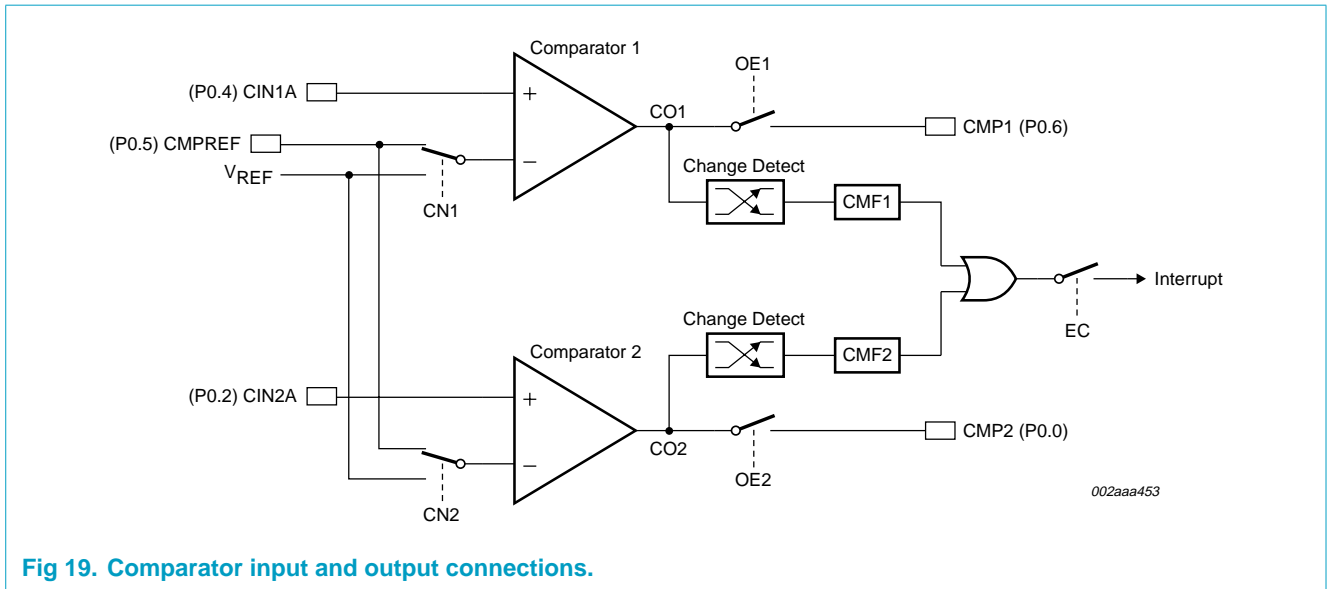 Comparator 1
OE1
(P0.4) CIN1A
+
CO1
CMP1 (P0.6)
(P0.5) CMPREF
−
Change Detect
VREF
CN1
CMF1
Interrupt
EC
Change Detect
Comparator 2
CMF2
(P0.2) CIN2A
+
CMP2 (P0.0)
CO2
−
OE2
CN2
002aaa453
Fig 19. Comparator input and output connections.